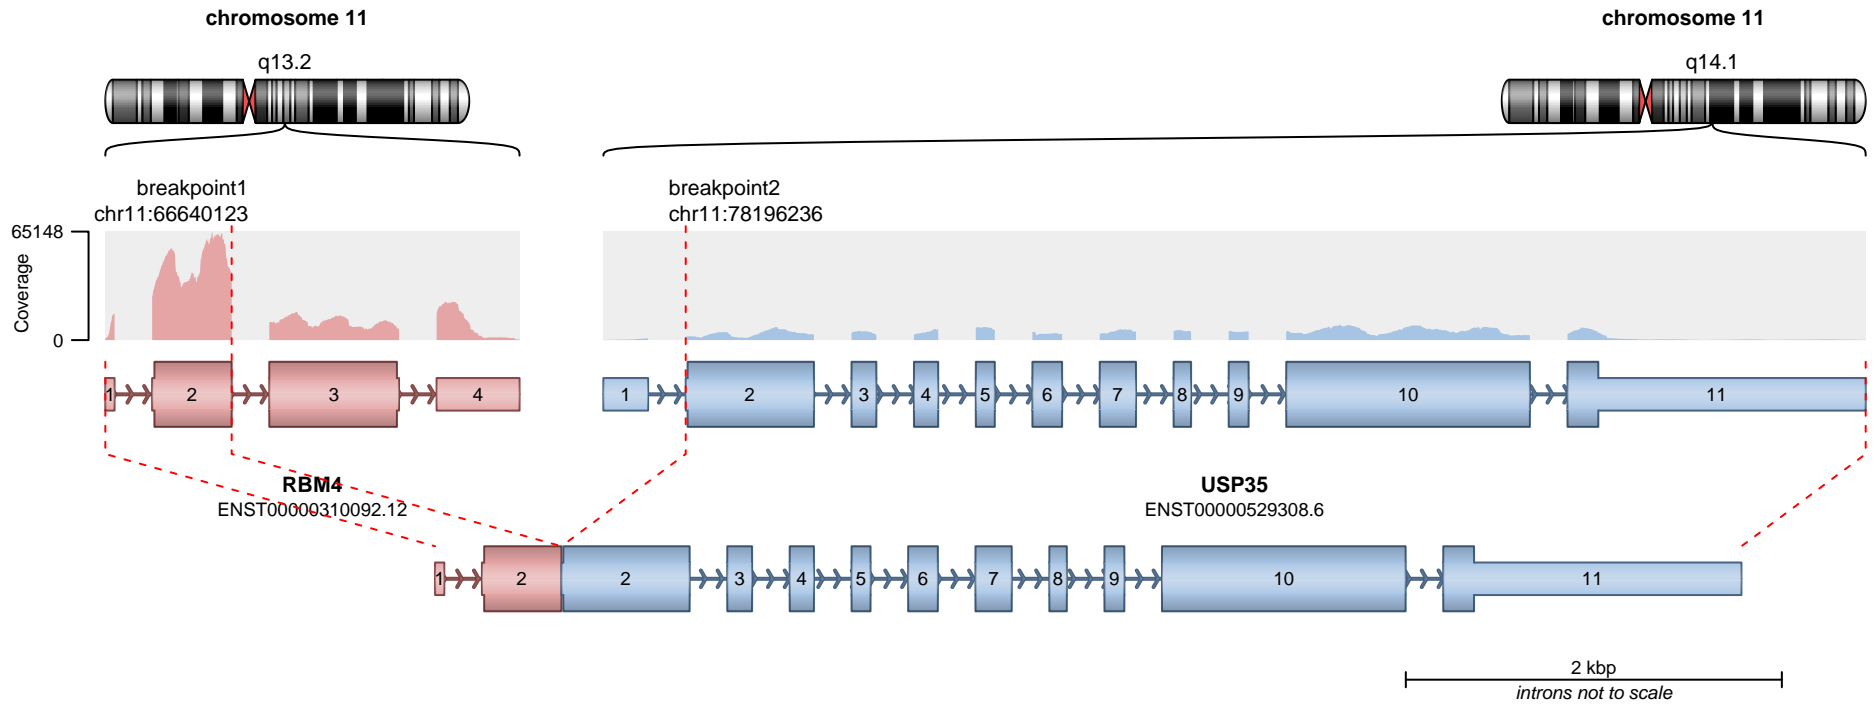 chromosome 11
chromosome 11
q13.2
q14.1
breakpoint1
chr11:66640123
breakpoint2
chr11:78196236
65148
Coverage
0
1 2 3 4
1 2 3 4 5 6 7 8 9 10 11
RBM4
ENST00000310092.12
USP35
ENST00000529308.6
1 2 2 3 4 5 6 7 8 9 10 11
2 kbp
introns not to scale